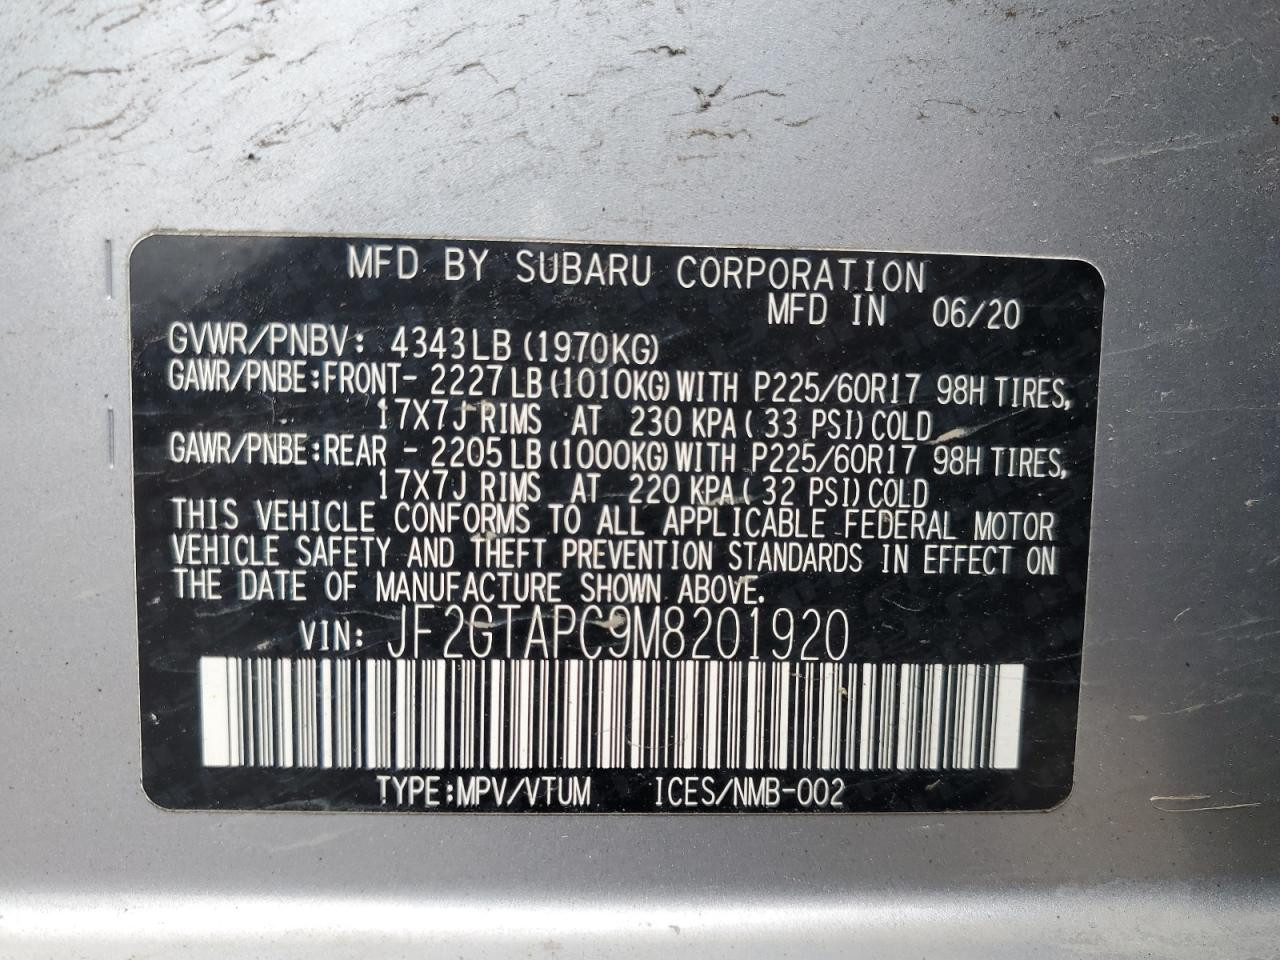 MFD BY SUBARU CORPORATION
MFD IN 06/20
GVWR/PNBV: 4343LB (1970KG)
GAWR/PNBE:FRONT- 2227LB(1010KG)WITH P225/60R17 98H TIRES,
17X7J RIMS AT 230 KPA( 33 PSI)COLD
GAWR/PNBE:REAR - 2205LB(1000KG)WITH P225/60R17 98H TIRES,
17X7J RIMS AT 220 KPA( 32 PSI)COLD
THIS VEHICLE CONFORMS TO ALL APPLICABLE FEDERAL MOTOR
VEHICLE SAFETY AND THEFT PREVENTION STANDARDS IN EFFECT ON
THE DATE OF MANUFACTURE SHOWN ABOVE.
VIN: JF2GTAPC9M8201920
TYPE:MPV/VTUM ICES/NMB-002